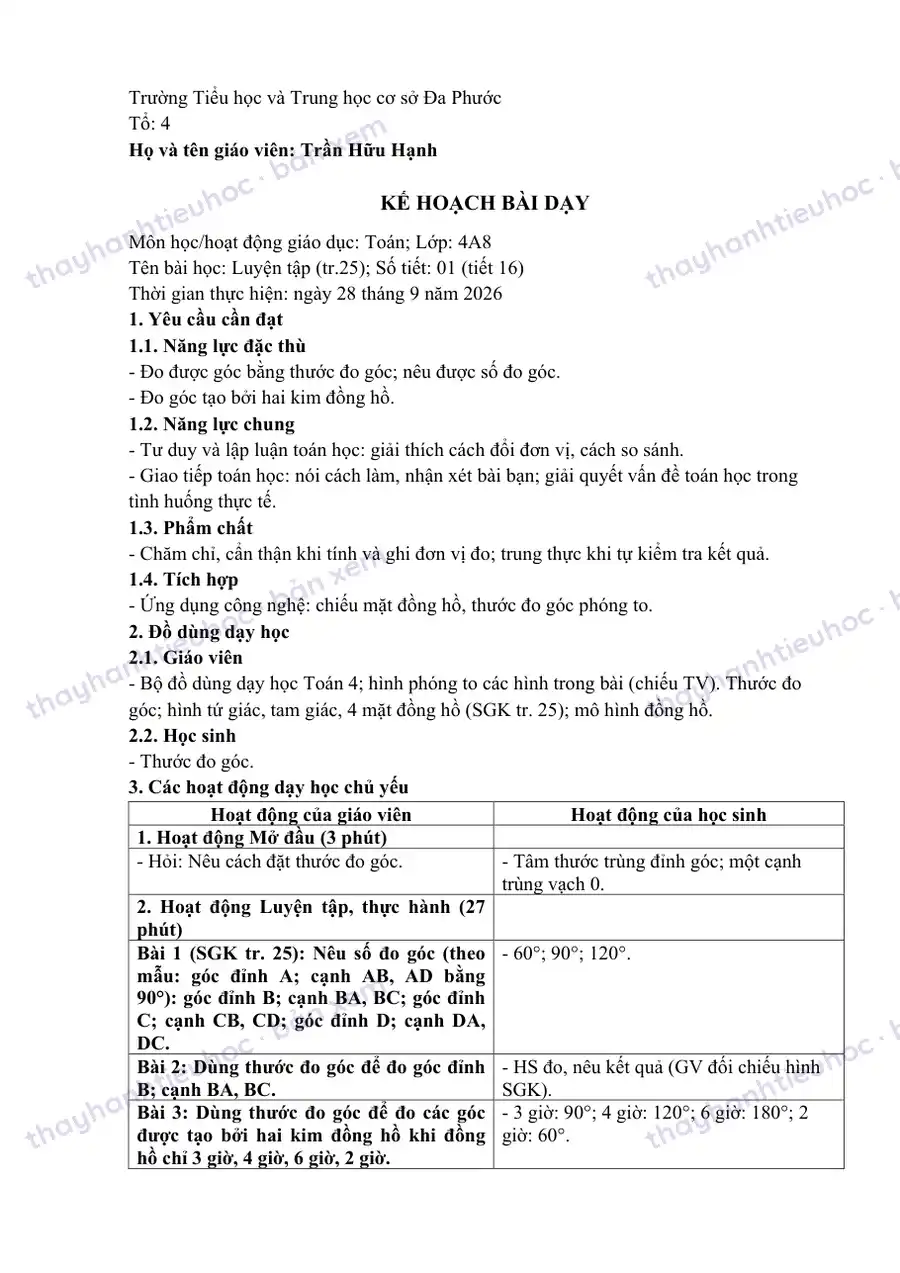 Trường Tiểu học và Trung học cơ sở Đa Phước
Tổ: 4
Họ và tên giáo viên: Trần Hữu Hạnh
KẾ HOẠCH BÀI DẠY
Môn học/hoạt động giáo dục: Toán; Lớp: 4A8
Tên bài học: Luyện tập (tr.25); Số tiết: 01 (tiết 16)
Thời gian thực hiện: ngày 28 tháng 9 năm 2026
1. Yêu cầu cần đạt
1.1. Năng lực đặc thù
- Đo được góc bằng thước đo góc; nêu được số đo góc.
- Đo góc tạo bởi hai kim đồng hồ.
1.2. Năng lực chung
- Tư duy và lập luận toán học: giải thích cách đổi đơn vị, cách so sánh.
- Giao tiếp toán học: nói cách làm, nhận xét bài bạn; giải quyết vấn đề toán học trong
tình huống thực tế.
1.3. Phẩm chất
- Chăm chỉ, cẩn thận khi tính và ghi đơn vị đo; trung thực khi tự kiểm tra kết quả.
1.4. Tích hợp
- Ứng dụng công nghệ: chiếu mặt đồng hồ, thước đo góc phóng to.
2. Đồ dùng dạy học
2.1. Giáo viên
- Bộ đồ dùng dạy học Toán 4; hình phóng to các hình trong bài (chiếu TV). Thước đo
góc; hình tứ giác, tam giác, 4 mặt đồng hồ (SGK tr. 25); mô hình đồng hồ.
2.2. Học sinh
- Thước đo góc.
3. Các hoạt động dạy học chủ yếu
Hoạt động của giáo viên
Hoạt động của học sinh
1. Hoạt động Mở đầu (3 phút)
- Hỏi: Nêu cách đặt thước đo góc.
- Tâm thước trùng đỉnh góc; một cạnh
trùng vạch 0.
2. Hoạt động Luyện tập, thực hành (27
phút)
Bài 1 (SGK tr. 25): Nêu số đo góc (theo
mẫu: góc đỉnh A; cạnh AB, AD bằng
90°): góc đỉnh B; cạnh BA, BC; góc đỉnh
C; cạnh CB, CD; góc đỉnh D; cạnh DA,
DC.
- 60°; 90°; 120°.
Bài 2: Dùng thước đo góc để đo góc đỉnh
B; cạnh BA, BC.
- HS đo, nêu kết quả (GV đối chiếu hình
SGK).
Bài 3: Dùng thước đo góc để đo các góc
được tạo bởi hai kim đồng hồ khi đồng
hồ chỉ 3 giờ, 4 giờ, 6 giờ, 2 giờ.
- 3 giờ: 90°; 4 giờ: 120°; 6 giờ: 180°; 2
giờ: 60°.
thayhanhtieuhoc · bản xem
thayhanhtieuhoc · b
thayhanhtieuhoc · bản xem
thayhanhtieuhoc · b
thayhanhtieuhoc · bản xem
thayhanhtieuhoc · b